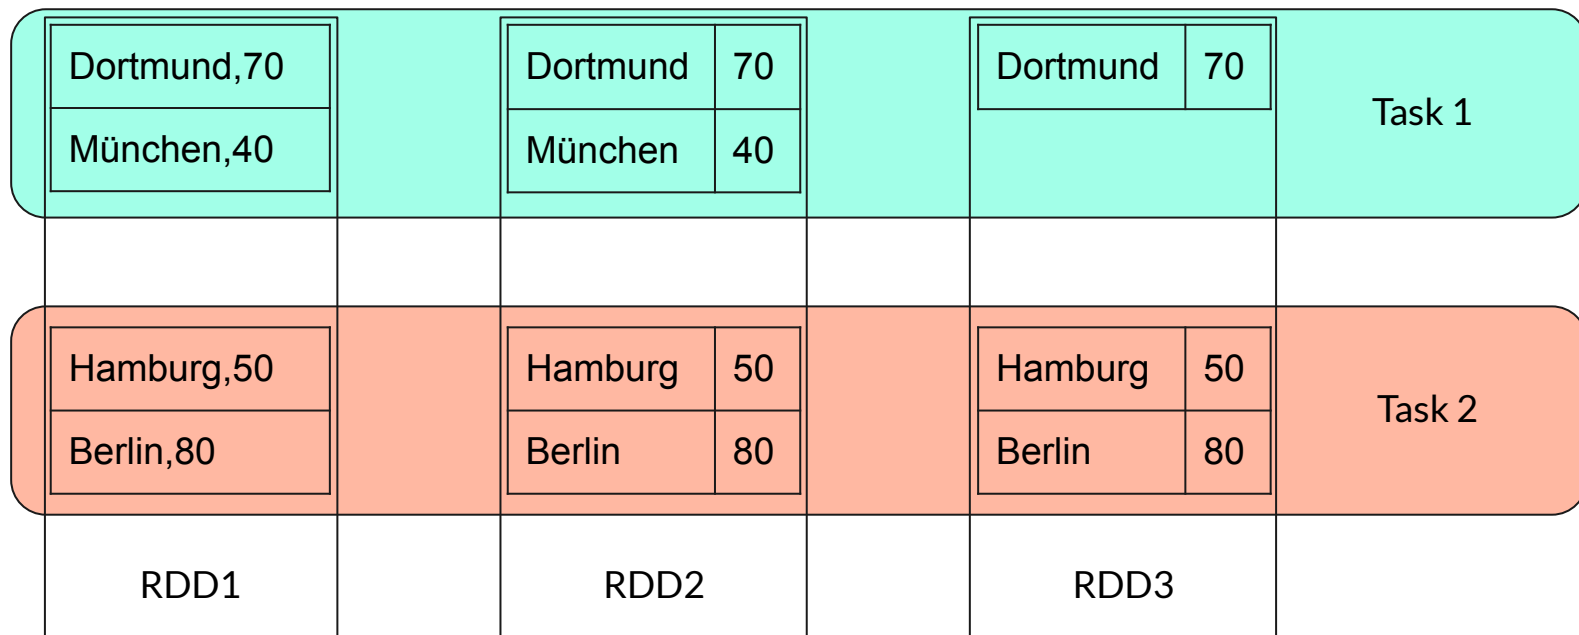 Dortmund,70 Dortmund 70 Dortmund 70
Task 1
München,40 München 40
Hamburg,50 Hamburg 50 Hamburg 50
Task 2
Berlin,80 Berlin 80 Berlin 80
RDD1 RDD2 RDD3